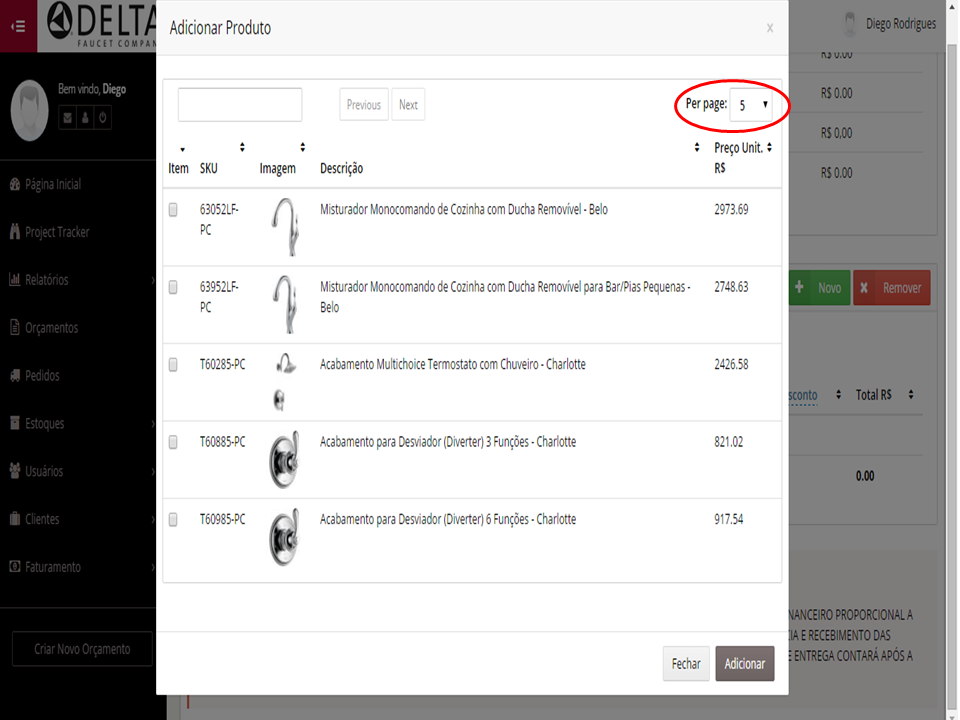 DELTA
FAUCET COMPAN
Bem vindo, Diego
Página Inicial
Project Tracker
Relatórios
Orçamentos
Pedidos
Estoques
Usuários
Clientes
Faturamento
Criar Novo Orçamento
Adicionar Produto
x
Previous Next
Per page: 5
Item SKU Imagem Descrição Preço Unit. R$
63052LF-PC Misturador Monocomando de Cozinha com Ducha Removível - Belo 2973.69
63952LF-PC Misturador Monocomando de Cozinha com Ducha Removível para Bar/Pias Pequenas -
Belo 2748.63
T60285-PC Acabamento Multichoice Termostato com Chuveiro - Charlotte 2426.58
T60885-PC Acabamento para Desviador (Diverter) 3 Funções - Charlotte 821.02
T60985-PC Acabamento para Desviador (Diverter) 6 Funções - Charlotte 917.54
Fechar Adicionar
Diego Rodrigues
R$ 0.00
R$ 0.00
R$ 0,00
R$ 0.00
Novo Remover
sconto Total R$
0.00
NANCEIRO PROPORCIONAL A
CIA E RECEBIMENTO DAS
E ENTREGA CONTARÁ APÓS A